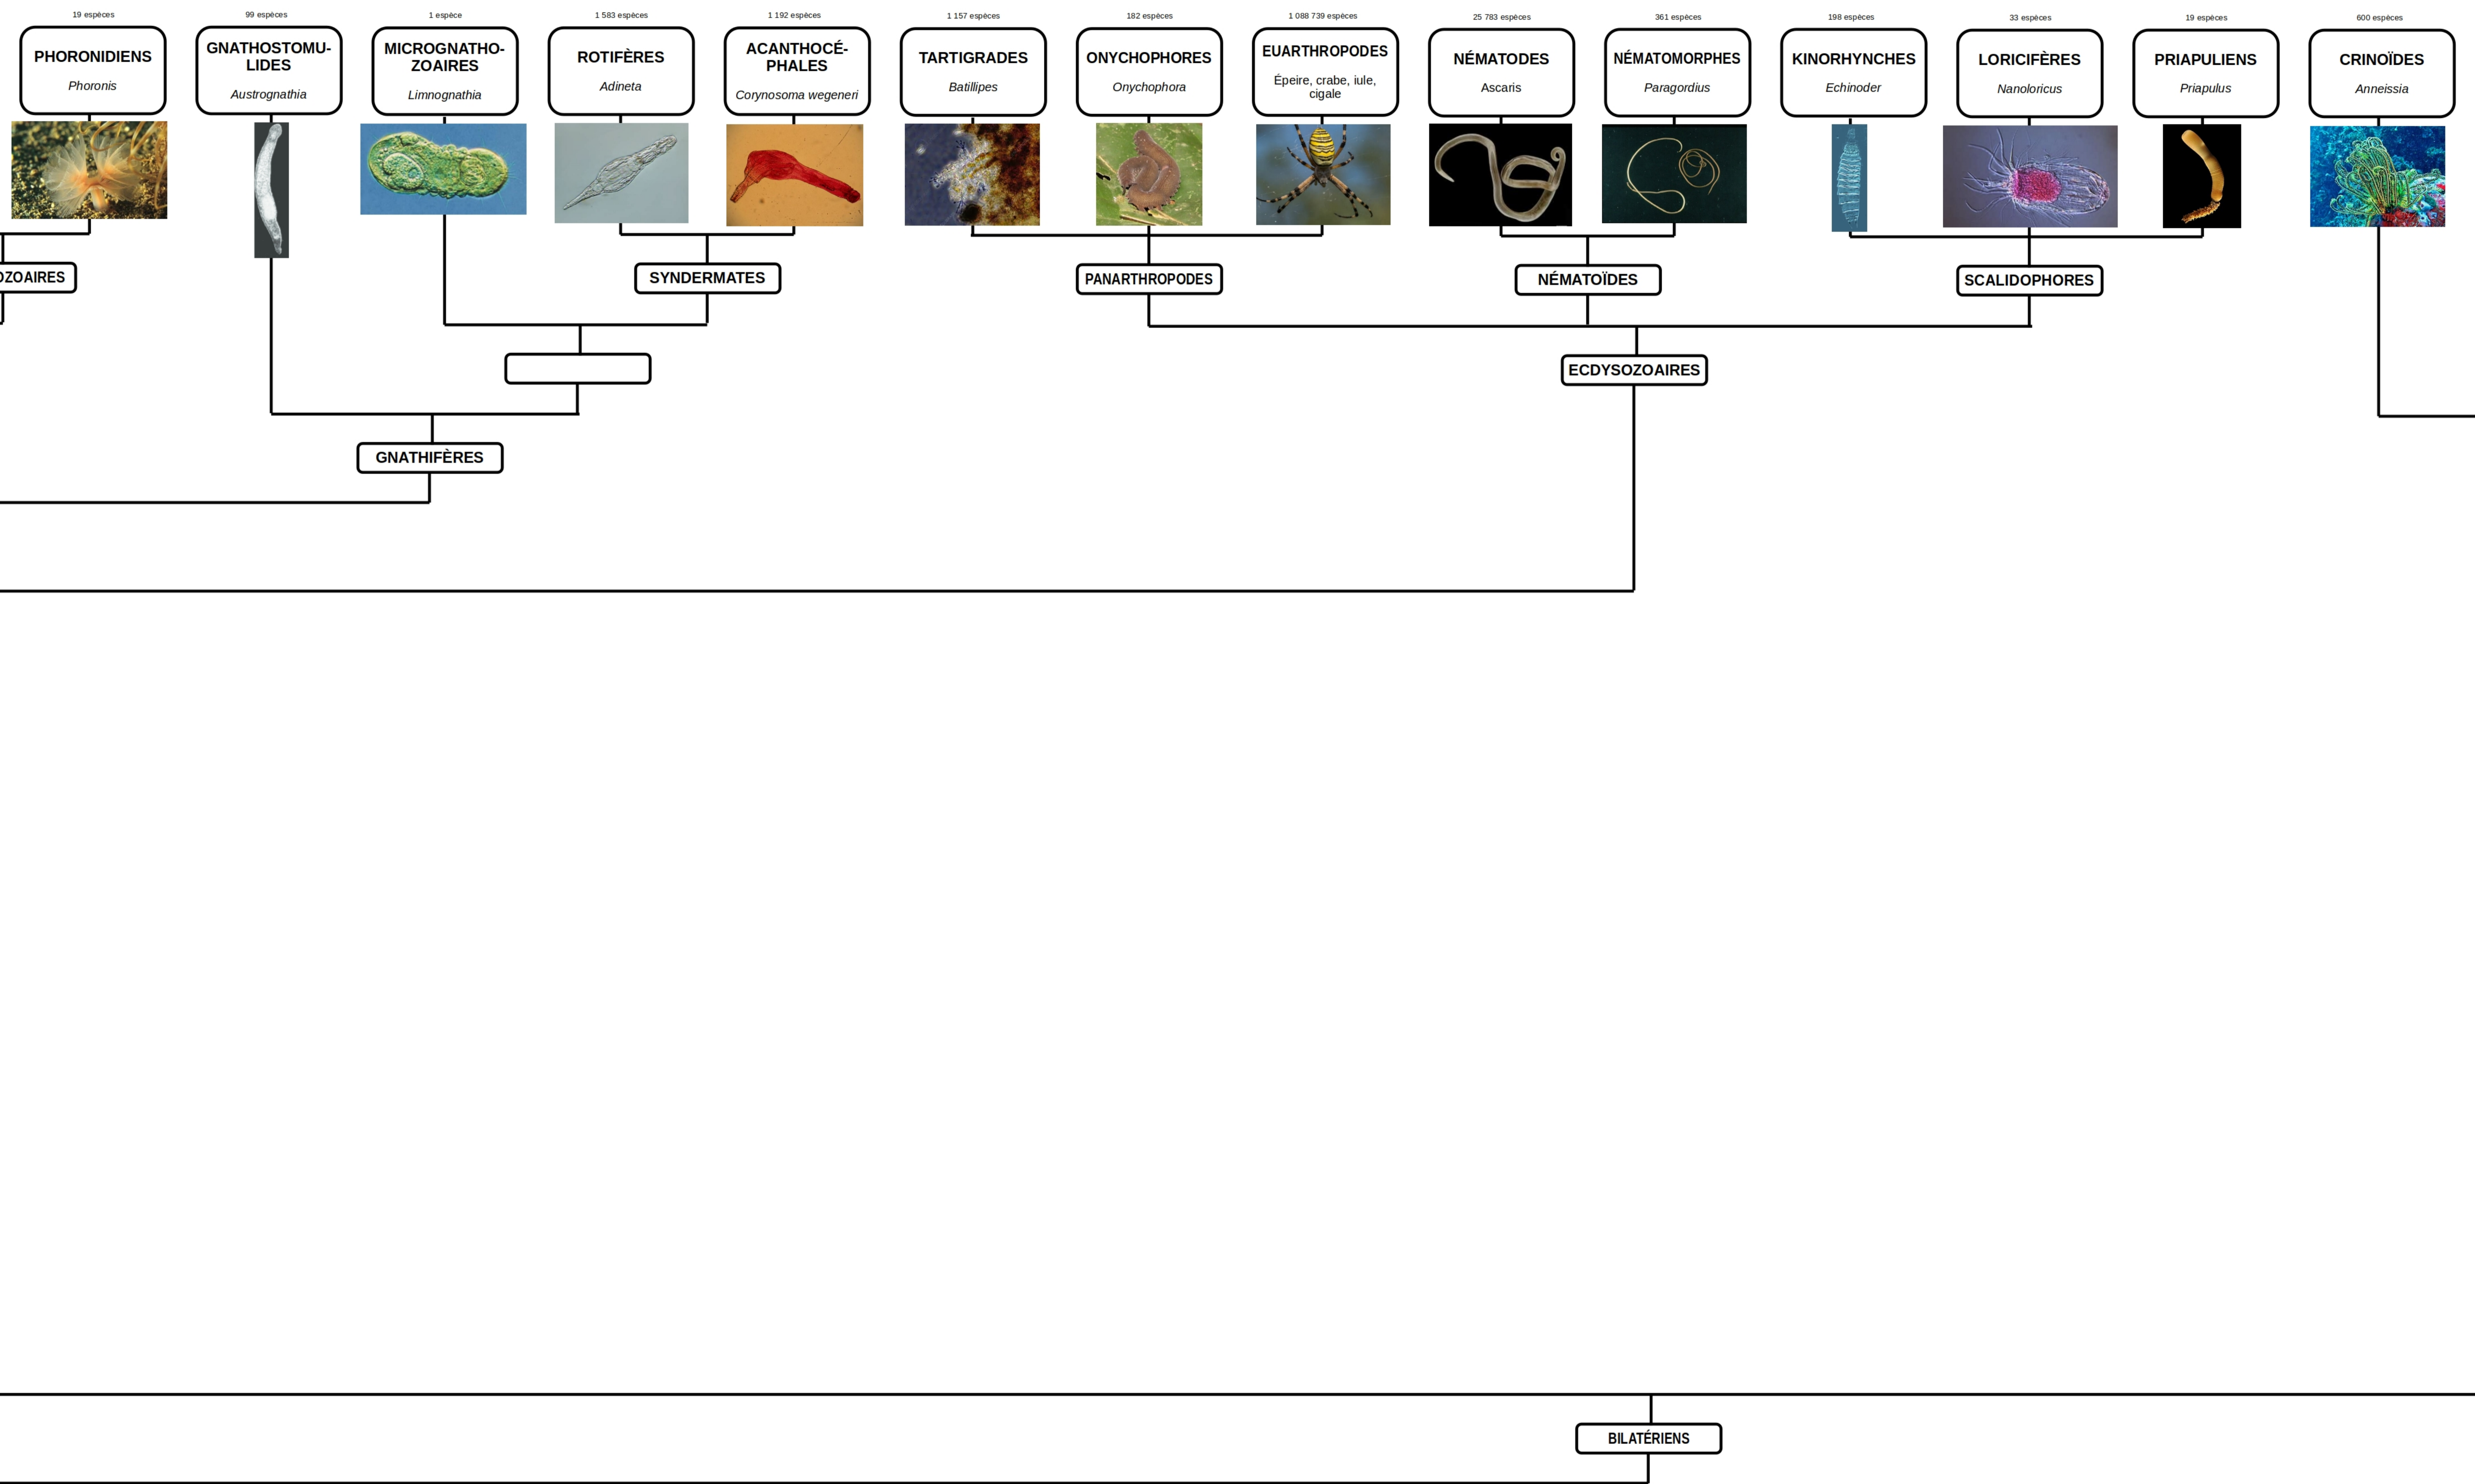 19 espèces
99 espèces
1 espèce
1 583 espèces
1 192 espèces
1 157 espèces
182 espèces
1 088 739 espèces
25 783 espèces
361 espèces
198 espèces
33 espèces
19 espèces
600 espèces
PHORONIDIENS
Phoronis
GNATHOSTOMU-
LIDES
Austrognathia
MICROGNATHO-
ZOAIRES
Limnognathia
ROTIFÈRES
Adineta
ACANTHOCÉ-
PHALES
Corynosoma wegeneri
TARTIGRADES
Batillipes
ONYCHOPHORES
Onychophora
EUARTHROPODES
Épeire, crabe, iule,
cigale
NÉMATODES
Ascaris
NÉMATOMORPHES
Paragordius
KINORHYNCHES
Echinoder
LORICIFÈRES
Nanoloricus
PRIAPULIENS
Priapulus
CRINOÏDES
Anneissia
OZOAIRES
SYNDERMATES
PANARTHROPODES
NÉMATOÏDES
SCALIDOPHORES
ECDYSOZOAIRES
GNATHIFÈRES
BILATÉRIENS